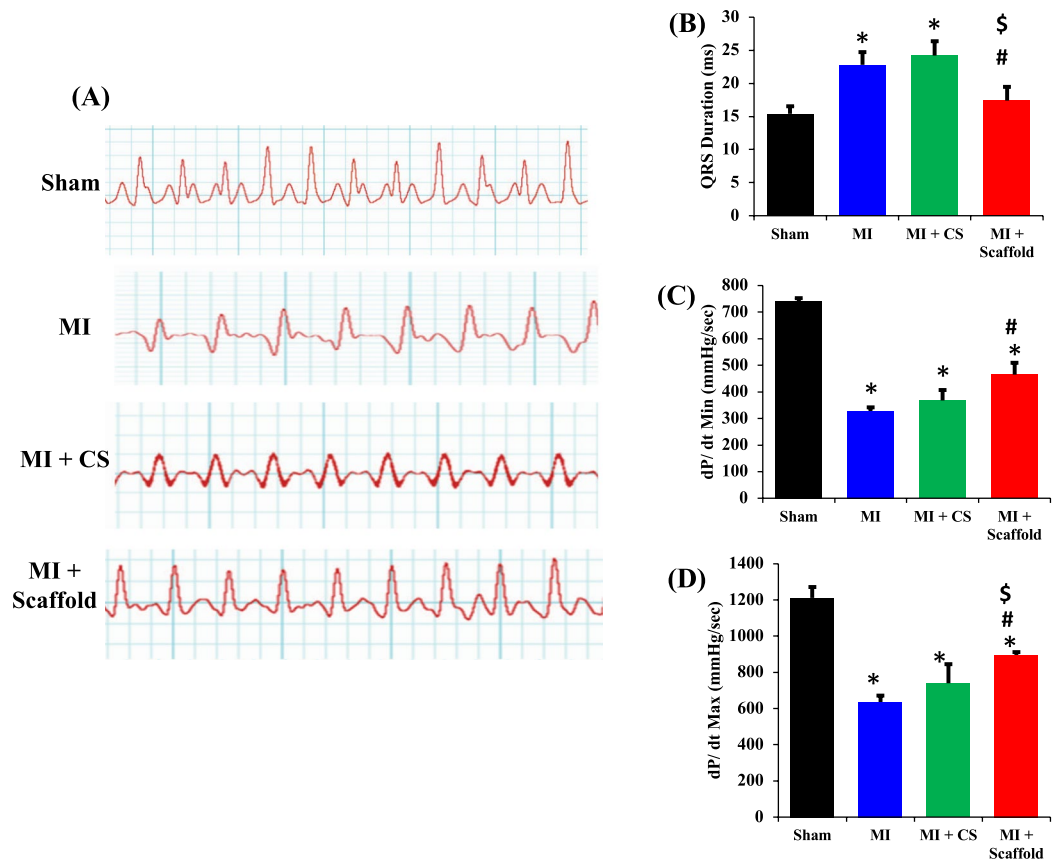 (A)
Sham
MI
MI + CS
MI +
Scaffold
(B)
QRS Duration (ms)
30
25
20
15
10
5
0
*
*
$
#
Sham
MI
MI + CS
MI +
Scaffold
(C)
dP/ dt Min (mmHg/sec)
800
700
600
500
400
300
200
100
0
*
*
#
*
Sham
MI
MI + CS
MI +
Scaffold
(D)
dP/ dt Max (mmHg/sec)
1400
1200
1000
800
600
400
200
0
*
*
$
#
*
Sham
MI
MI + CS
MI +
Scaffold